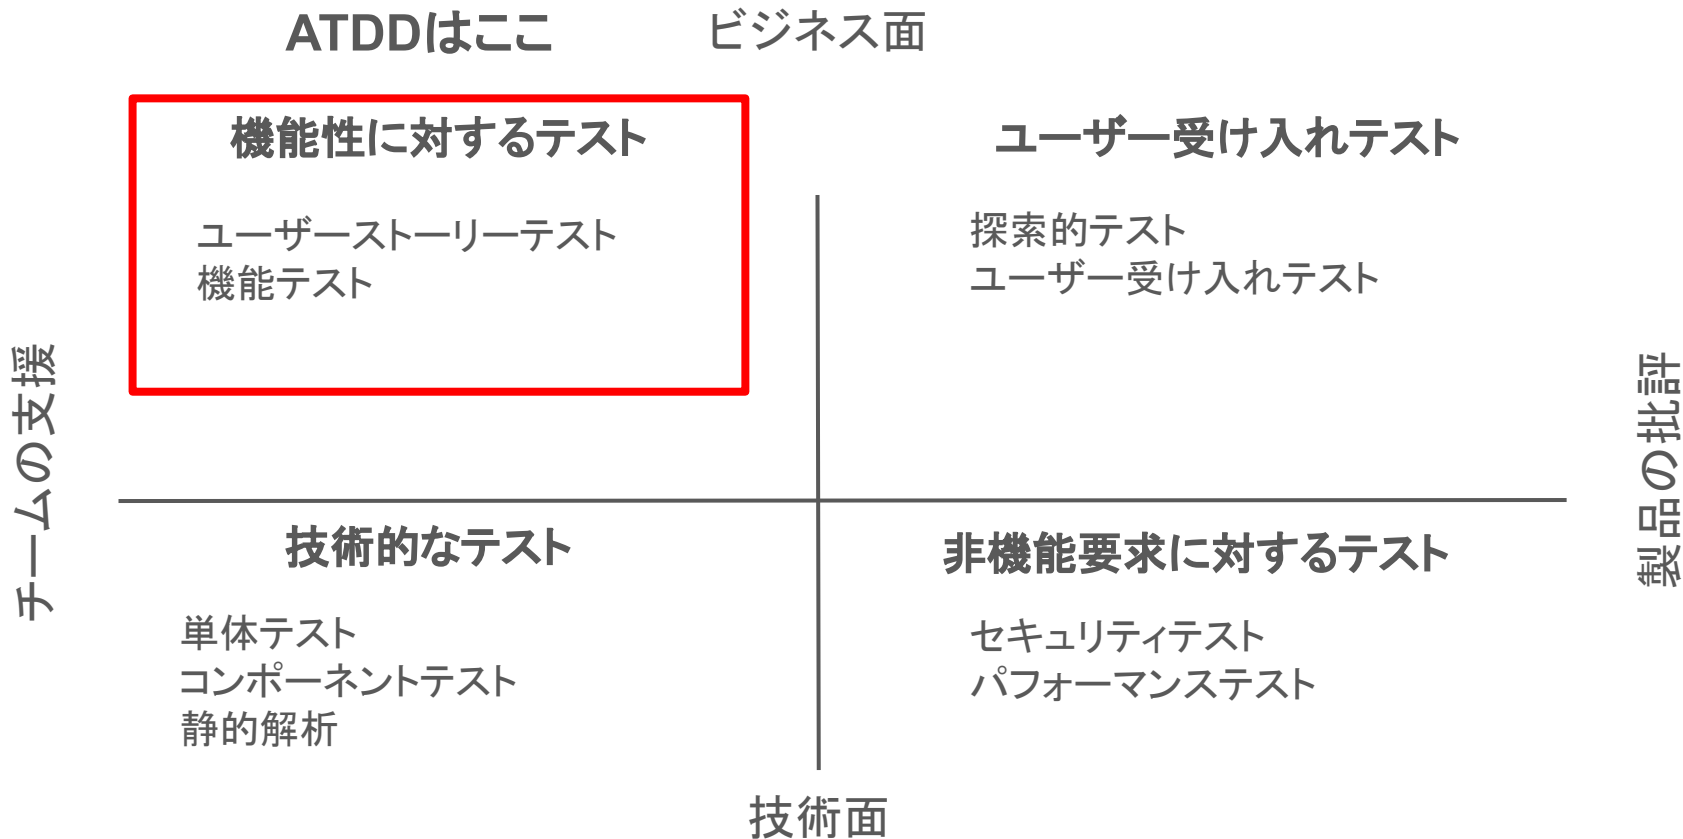 ATDDはここ
ビジネス面
機能性に対するテスト
ユーザーストーリーテスト
機能テスト
ユーザー受け入れテスト
探索的テスト
ユーザー受け入れテスト
チームの支援
製品の批評
技術的なテスト
単体テスト
コンポーネントテスト
静的解析
非機能要求に対するテスト
セキュリティテスト
パフォーマンステスト
技術面